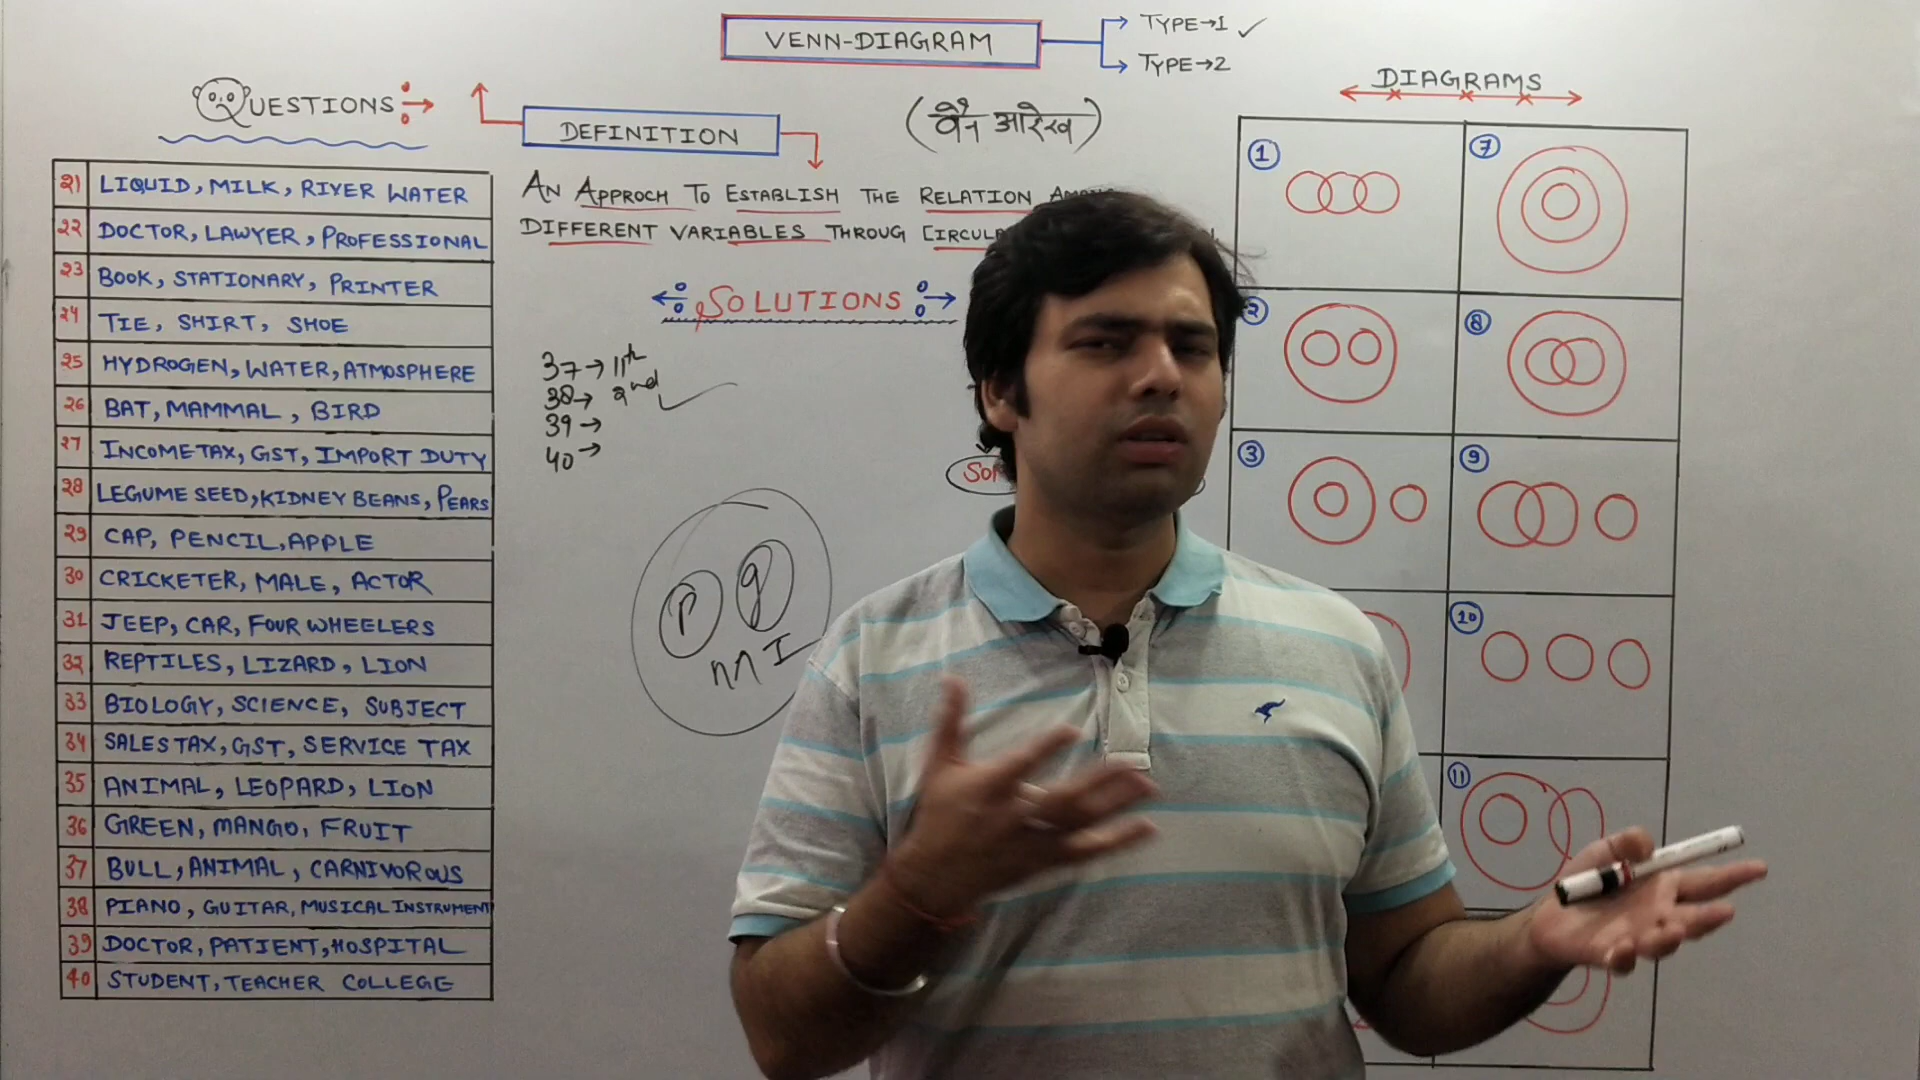 VENN-DIAGRAM
TYPE→1 ✓
TYPE→2
(वैन आरेख)
QUESTIONS
DEFINITION
AN APPROCH TO ESTABLISH THE RELATION
DIFFERENT VARIABLES THROUG
SOLUTIONS
37→11th
38→2nd
39→
40→
P
g
MI
21 LIQUID, MILK, RIVER WATER
22 DOCTOR, LAWYER, PROFESSIONAL
23 BOOK, STATIONARY, PRINTER
24 TIE, SHIRT, SHOE
25 HYDROGEN, WATER, ATMOSPHERE
26 BAT, MAMMAL, BIRD
27 INCOME TAX, GST, IMPORT DUTY
28 LEGUME SEED, KIDNEY BEANS, PEARS
29 CAP, PENCIL, APPLE
30 CRICKETER, MALE, ACTOR
31 JEEP, CAR, FOUR WHEELERS
32 REPTILES, LIZARD, LION
33 BIOLOGY, SCIENCE, SUBJECT
34 SALES TAX, GST, SERVICE TAX
35 ANIMAL, LEOPARD, LION
36 GREEN, MANGO, FRUIT
37 BULL, ANIMAL, CARNIVOROUS
38 PIANO, GUITAR, MUSICAL INSTRUMENT
39 DOCTOR, PATIENT, HOSPITAL
40 STUDENT, TEACHER COLLEGE
DIAGRAMS
1
7
2
8
3
9
10
11